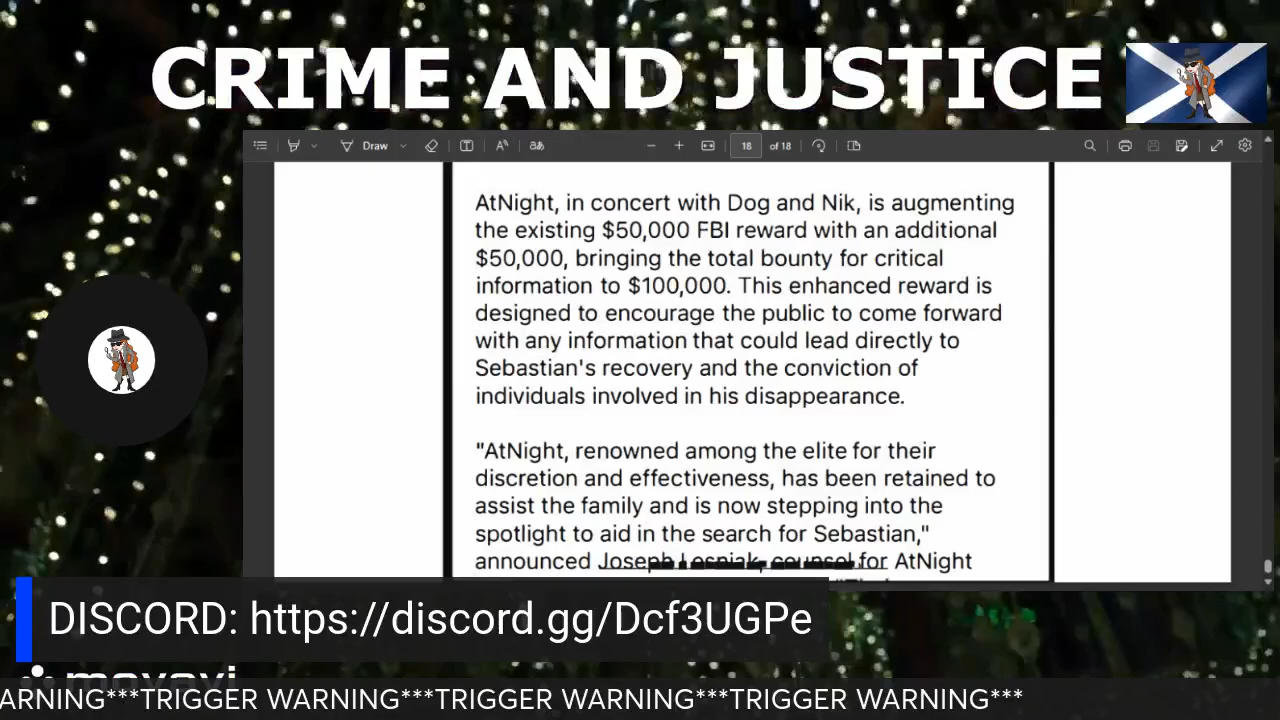 CRIME AND JUSTICE
Draw
18 of 18
AtNight, in concert with Dog and Nik, is augmenting
the existing $50,000 FBI reward with an additional
$50,000, bringing the total bounty for critical
information to $100,000. This enhanced reward is
designed to encourage the public to come forward
with any information that could lead directly to
Sebastian's recovery and the conviction of
individuals involved in his disappearance.
"AtNight, renowned among the elite for their
discretion and effectiveness, has been retained to
assist the family and is now stepping into the
spotlight to aid in the search for Sebastian,"
announced Joseph Lesniak, counsel for AtNight
DISCORD: https://discord.gg/Dcf3UGPe
movavi
ARNING***TRIGGER WARNING***TRIGGER WARNING***TRIGGER WARNING***